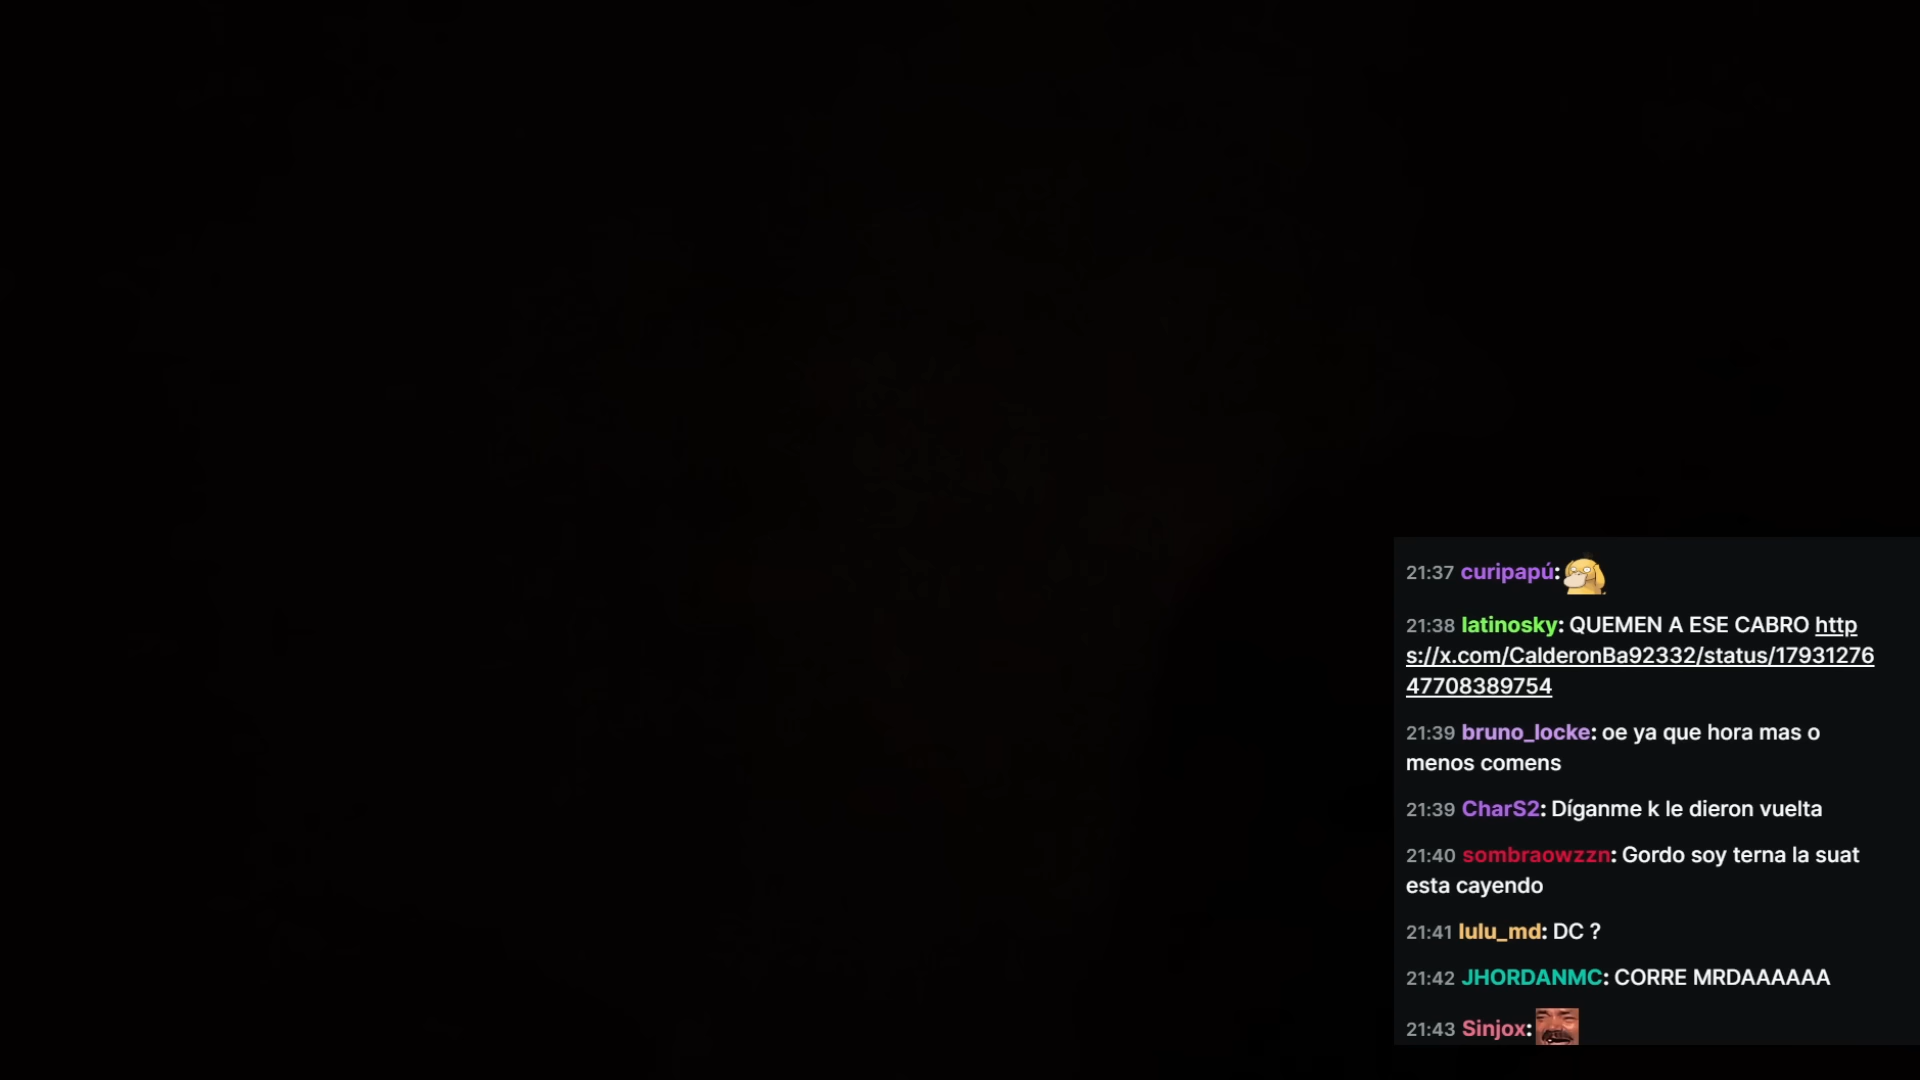 21:37 curipapú:
21:38 latinosky: QUEMEN A ESE CABRO http
s://x.com/CalderonBa92332/status/17931276
47708389754
21:39 bruno_locke: oe ya que hora mas o
menos comens
21:39 CharS2: Díganme k le dieron vuelta
21:40 sombraowzzn: Gordo soy terna la suat
esta cayendo
21:41 lulu_md: DC ?
21:42 JHORDANMC: CORRE MRDAAAAAA
21:43 Sinjox: